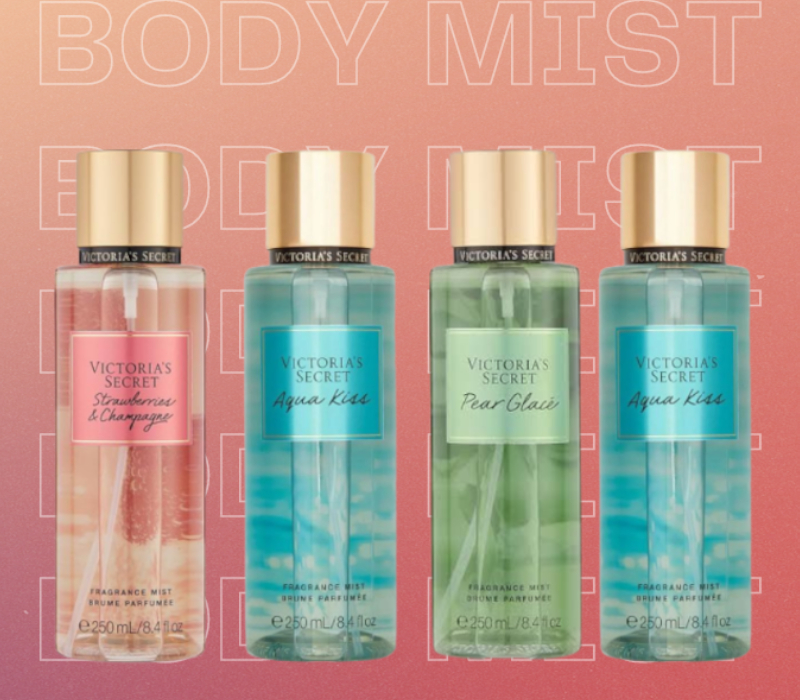 BODY MIST
BODY MIST
VICTORIA'S SECRET
VICTORIA'S
SECRET
Strawberries
& Champagne
FRAGRANCE MIST
BRUME PARFUMÉE
℮ 250 mL/8.4 fl oz
VICTORIA'S SECRET
VICTORIA'S
SECRET
Aqua Kiss
FRAGRANCE MIST
BRUME PARFUMÉE
℮ 250 mL/8.4 fl oz
VICTORIA'S SECRET
VICTORIA'S
SECRET
Pear Glacé
FRAGRANCE MIST
BRUME PARFUMÉE
℮ 250 mL/8.4 fl oz
VICTORIA'S SECRET
VICTORIA'S
SECRET
Aqua Kiss
FRAGRANCE MIST
BRUME PARFUMÉE
℮ 250 mL/8.4 fl oz